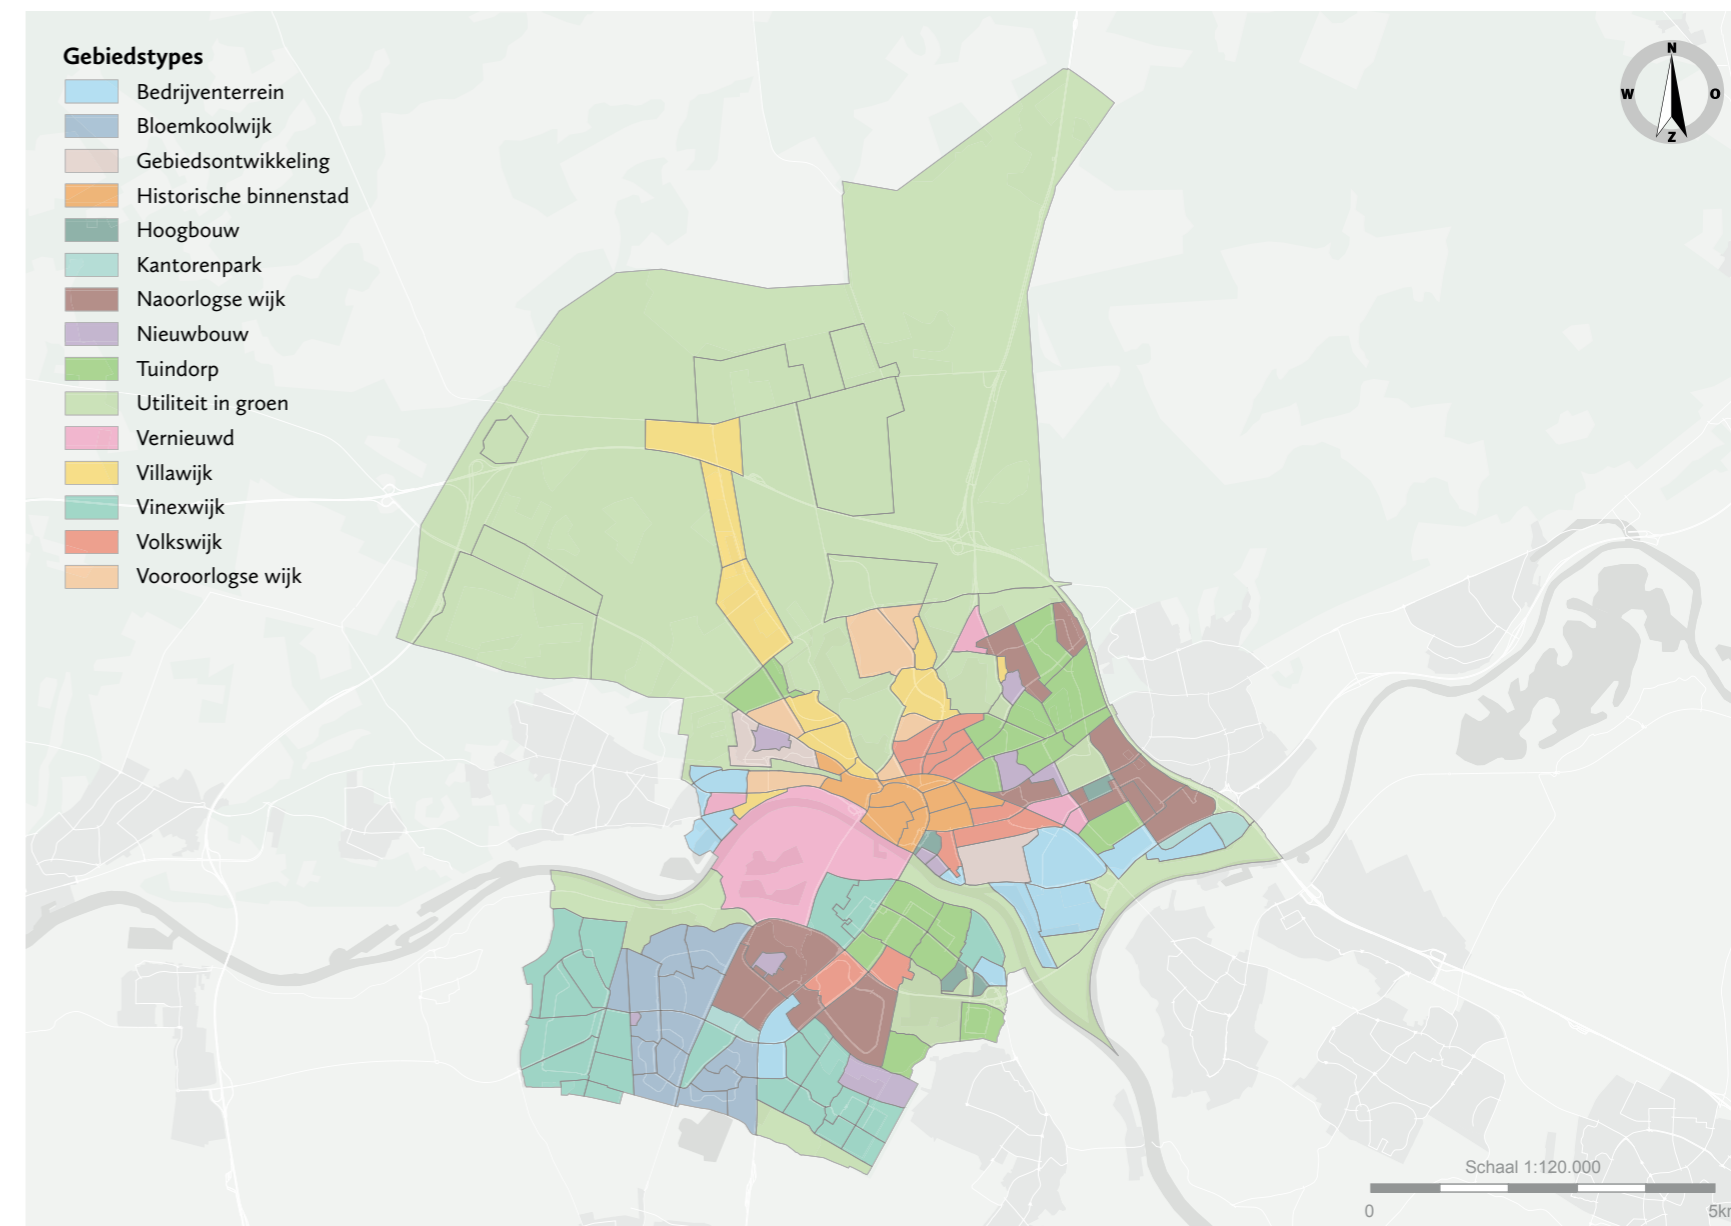 Gebiedstypes
Bedrijventerrein
Bloemkoolwijk
Gebiedsontwikkeling
Historische binnenstad
Hoogbouw
Kantorenpark
Naoorlogse wijk
Nieuwbouw
Tuindorp
Utiliteit in groen
Vernieuwd
Villawijk
Vinexwijk
Volkswijk
Vooroorlogse wijk
N
W O
Z
Schaal 1:120.000
0 5km